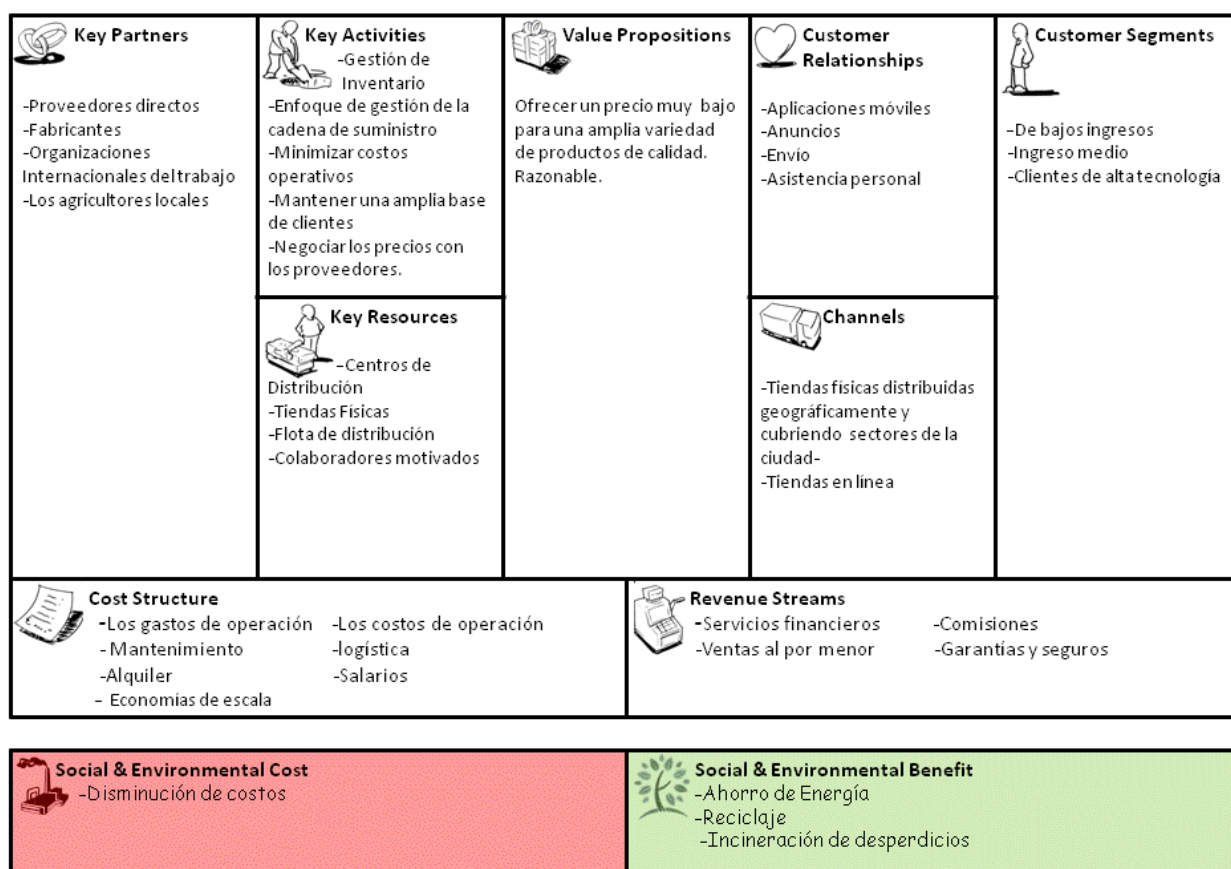 Key Partners
-Proveedores directos
-Fabricantes
-Organizaciones
Internacionales del trabajo
-Los agricultores locales
Key Activities
-Gestión de
Inventario
-Enfoque de gestión de la
cadena de suministro
-Minimizar costos
operativos
-Mantener una amplia base
de clientes
-Negociar los precios con
los proveedores.
Key Resources
-Centros de
Distribución
-Tiendas Físicas
-Flota de distribución
-Colaboradores motivados
Value Propositions
Ofrecer un precio muy bajo
para una amplia variedad
de productos de calidad.
Razonable.
Customer
Relationships
-Aplicaciones móviles
-Anuncios
-Envío
-Asistencia personal
Channels
-Tiendas físicas distribuidas
geográficamente y
cubriendo sectores de la
ciudad-
-Tiendas en línea
Customer Segments
-De bajos ingresos
-Ingreso medio
-Clientes de alta tecnología
Cost Structure
-Los gastos de operación -Los costos de operación
- Mantenimiento -logística
-Alquiler -Salarios
- Economías de escala
Revenue Streams
-Servicios financieros -Comisiones
-Ventas al por menor -Garantías y seguros
Social & Environmental Cost
-Disminución de costos
Social & Environmental Benefit
-Ahorro de Energía
-Reciclaje
-Incineración de desperdicios